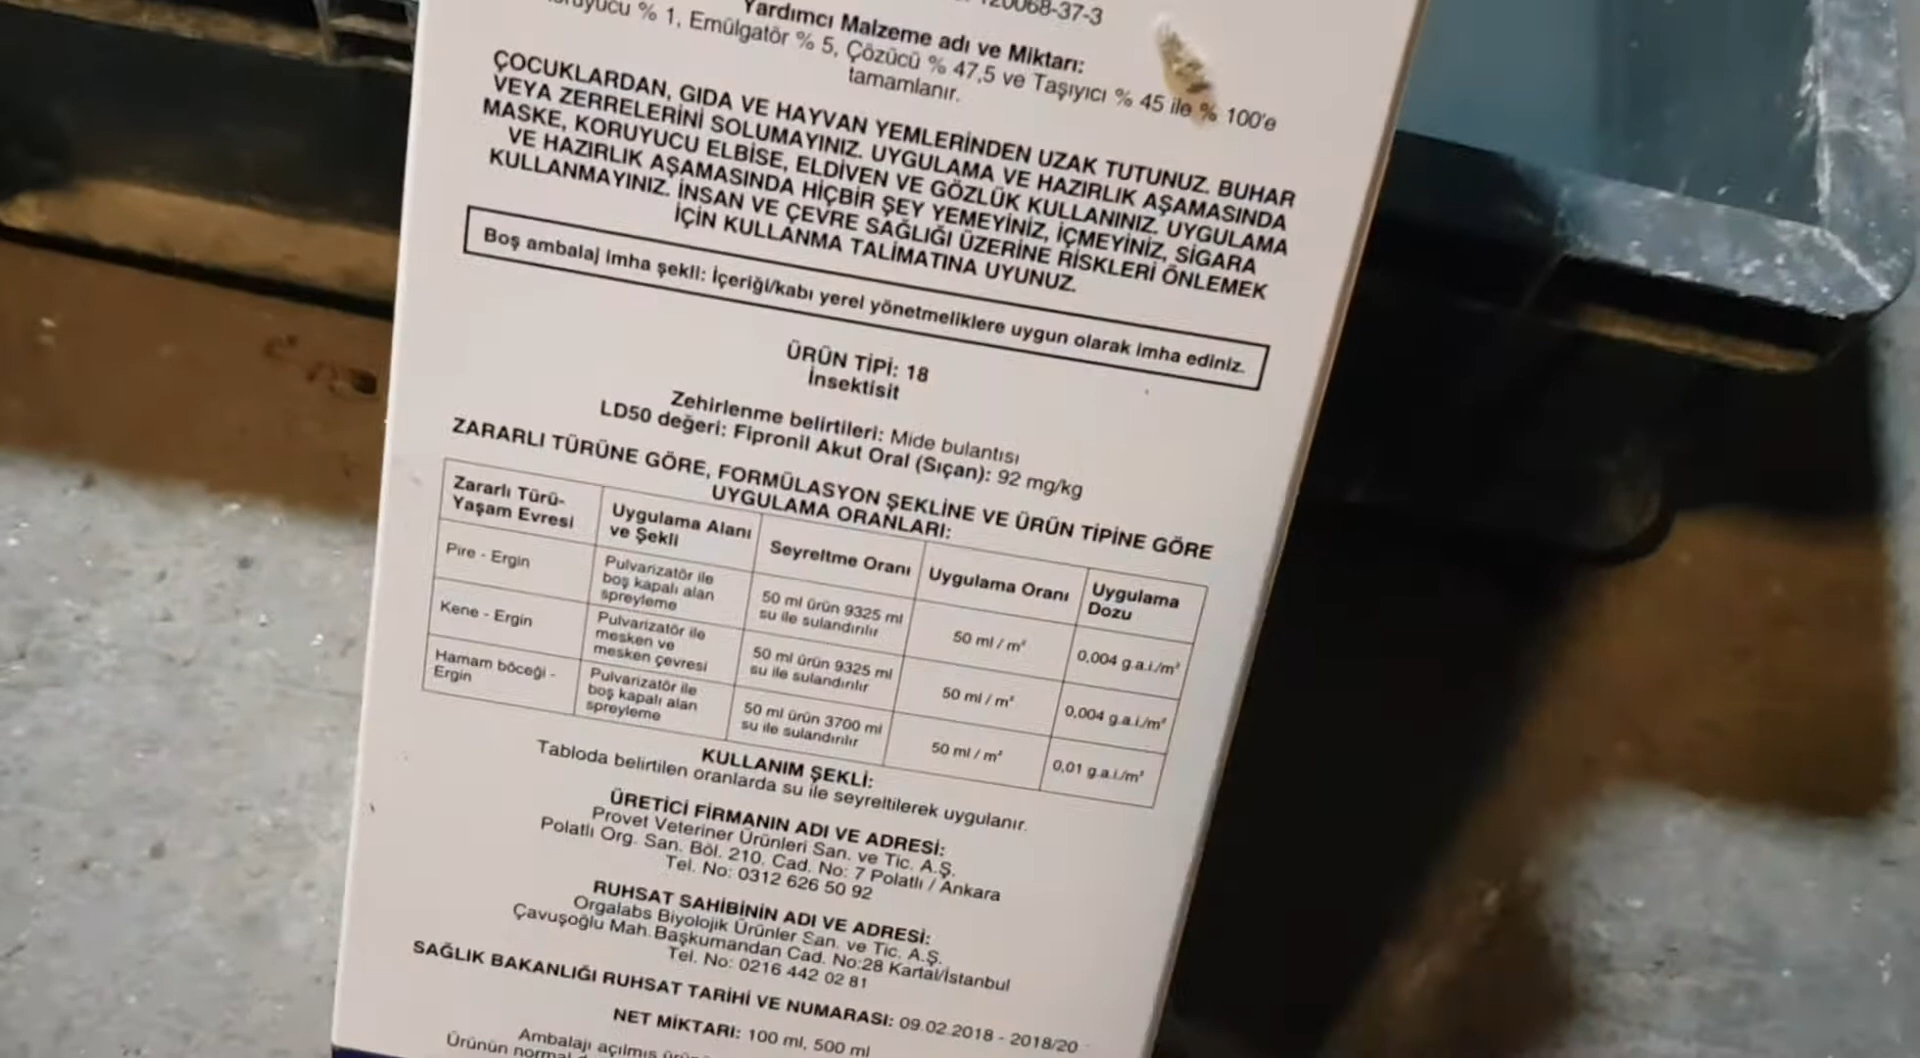 120068-37-3
Yardımcı Malzeme adı ve Miktarı:
% 1, Emülgatör % 5, Çözücü % 47,5 ve Taşıyıcı % 45 ile % 100'e
tamamlanır.
ÇOCUKLARDAN, GIDA VE HAYVAN YEMLERİNDEN UZAK TUTUNUZ. BUHAR
VEYA ZERRELERİNİ SOLUMAYINIZ. UYGULAMA VE HAZIRLIK AŞAMASINDA
MASKE, KORUYUCU ELBİSE, ELDİVEN VE GÖZLÜK KULLANINIZ. UYGULAMA
VE HAZIRLIK AŞAMASINDA HİÇBİR ŞEY YEMEYİNİZ, İÇMEYİNİZ, SİGARA
KULLANMAYINIZ. İNSAN VE ÇEVRE SAĞLIĞI ÜZERİNE RİSKLERİ ÖNLEMEK
İÇİN KULLANMA TALİMATINA UYUNUZ.
Boş ambalaj imha şekli: İçeriği/kabı yerel yönetmeliklere uygun olarak imha ediniz.
ÜRÜN TİPİ: 18
İnsektisit
Zehirlenme belirtileri: Mide bulantısı
LD50 değeri: Fipronil Akut Oral (Sıçan): 92 mg/kg
ZARARLI TÜRÜNE GÖRE, FORMÜLASYON ŞEKLİNE VE ÜRÜN TİPİNE GÖRE
UYGULAMA ORANLARI:
Zararlı Türü-
Yaşam Evresi
Uygulama Alanı
ve Şekli
Seyreltme Oranı
Uygulama Oranı
Uygulama
Dozu
Pire - Ergin
Pulvarizatör ile
boş kapalı alan
spreyleme
50 ml ürün 9325 ml
su ile sulandırılır
50 ml / m²
0,004 g.a.i./m²
Kene - Ergin
Pulvarizatör ile
mesken ve
mesken çevresi
50 ml ürün 9325 ml
su ile sulandırılır
50 ml / m²
0,004 g.a.i./m²
Hamam böceği -
Ergin
Pulvarizatör ile
boş kapalı alan
spreyleme
50 ml ürün 3700 ml
su ile sulandırılır
50 ml / m²
0,01 g.a.i./m²
KULLANIM ŞEKLİ:
Tabloda belirtilen oranlarda su ile seyreltilerek uygulanır.
ÜRETİCİ FİRMANIN ADI VE ADRESİ:
Provet Veteriner Ürünleri San. ve Tic. A.Ş.
Polatlı Org. San. Böl. 210. Cad. No: 7 Polatlı / Ankara
Tel. No: 0312 626 50 92
RUHSAT SAHİBİNİN ADI VE ADRESİ:
Orgalabs Biyolojik Ürünler San. ve Tic. A.Ş.
Çavuşoğlu Mah. Başkumandan Cad. No:28 Kartal/İstanbul
Tel. No: 0216 442 02 81
SAĞLIK BAKANLIĞI RUHSAT TARİHİ VE NUMARASI: 09.02.2018 - 2018/20
NET MİKTARI: 100 ml, 500 ml
Ambalajı açılmış
Ürünün normal